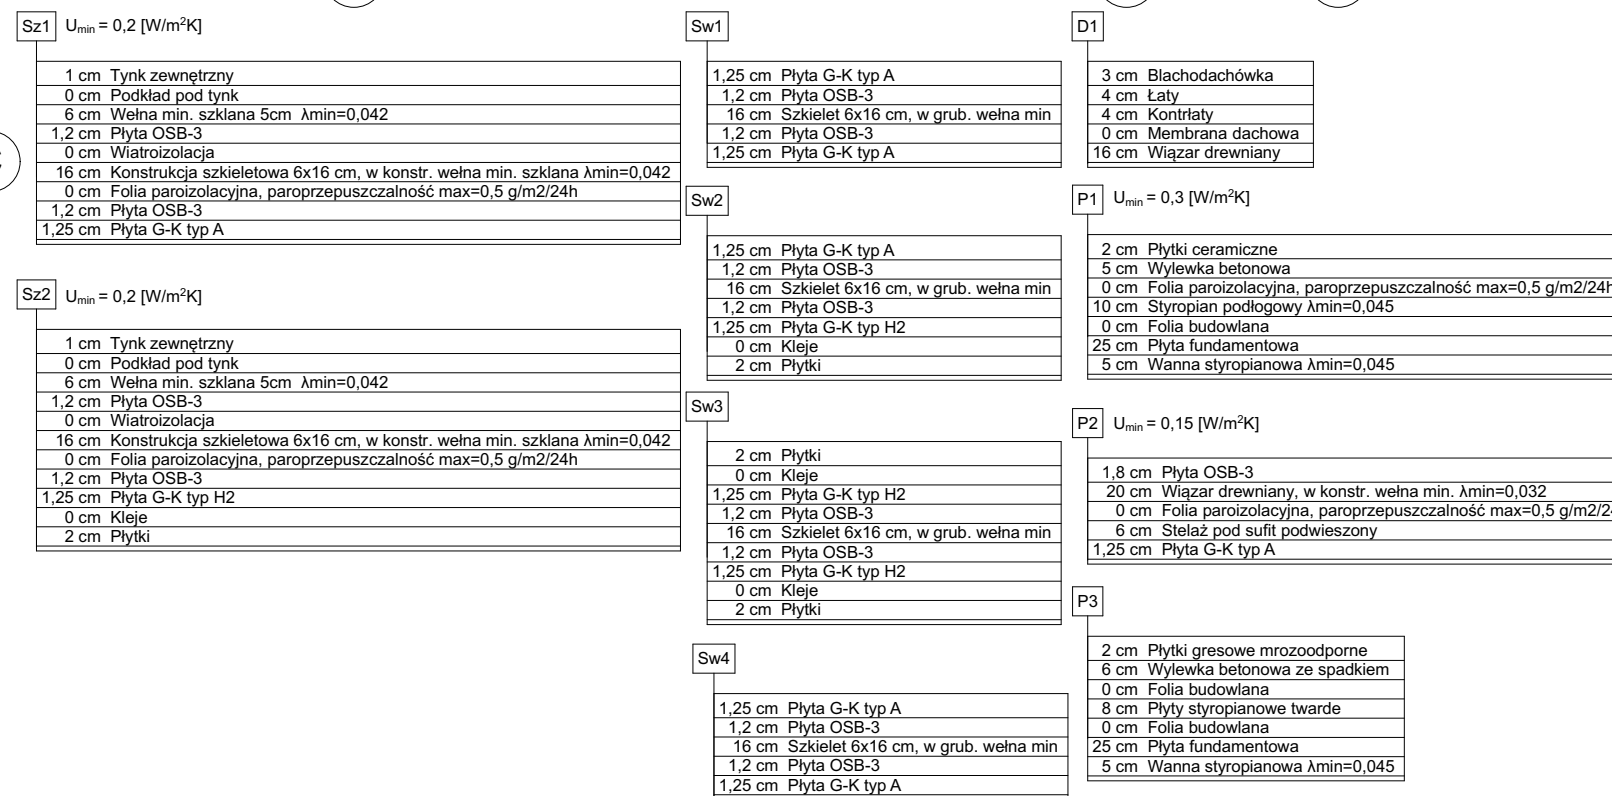 Sz1 Umin = 0,2 [W/m²K]
1 cm Tynk zewnętrzny
0 cm Podkład pod tynk
6 cm Wełna min. szklana 5cm λmin=0,042
1,2 cm Płyta OSB-3
0 cm Wiatroizolacja
16 cm Konstrukcja szkieletowa 6x16 cm, w konstr. wełna min. szklana λmin=0,042
0 cm Folia paroizolacyjna, paroprzepuszczalność max=0,5 g/m2/24h
1,2 cm Płyta OSB-3
1,25 cm Płyta G-K typ A
Sz2 Umin = 0,2 [W/m²K]
1 cm Tynk zewnętrzny
0 cm Podkład pod tynk
6 cm Wełna min. szklana 5cm λmin=0,042
1,2 cm Płyta OSB-3
0 cm Wiatroizolacja
16 cm Konstrukcja szkieletowa 6x16 cm, w konstr. wełna min. szklana λmin=0,042
0 cm Folia paroizolacyjna, paroprzepuszczalność max=0,5 g/m2/24h
1,2 cm Płyta OSB-3
1,25 cm Płyta G-K typ H2
0 cm Kleje
2 cm Płytki
Sw1
1,25 cm Płyta G-K typ A
1,2 cm Płyta OSB-3
16 cm Szkielet 6x16 cm, w grub. wełna min
1,2 cm Płyta OSB-3
1,25 cm Płyta G-K typ A
Sw2
1,25 cm Płyta G-K typ A
1,2 cm Płyta OSB-3
16 cm Szkielet 6x16 cm, w grub. wełna min
1,2 cm Płyta OSB-3
1,25 cm Płyta G-K typ H2
0 cm Kleje
2 cm Płytki
Sw3
2 cm Płytki
0 cm Kleje
1,25 cm Płyta G-K typ H2
1,2 cm Płyta OSB-3
16 cm Szkielet 6x16 cm, w grub. wełna min
1,2 cm Płyta OSB-3
1,25 cm Płyta G-K typ H2
0 cm Kleje
2 cm Płytki
Sw4
1,25 cm Płyta G-K typ A
1,2 cm Płyta OSB-3
16 cm Szkielet 6x16 cm, w grub. wełna min
1,2 cm Płyta OSB-3
1,25 cm Płyta G-K typ A
D1
3 cm Blachodachówka
4 cm Łaty
4 cm Kontrłaty
0 cm Membrana dachowa
16 cm Wiązar drewniany
P1 Umin = 0,3 [W/m²K]
2 cm Płytki ceramiczne
5 cm Wylewka betonowa
0 cm Folia paroizolacyjna, paroprzepuszczalność max=0,5 g/m2/24h
10 cm Styropian podłogowy λmin=0,045
0 cm Folia budowlana
25 cm Płyta fundamentowa
5 cm Wanna styropianowa λmin=0,045
P2 Umin = 0,15 [W/m²K]
1,8 cm Płyta OSB-3
20 cm Wiązar drewniany, w konstr. wełna min. λmin=0,032
0 cm Folia paroizolacyjna, paroprzepuszczalność max=0,5 g/m2/2
6 cm Stelaż pod sufit podwieszony
1,25 cm Płyta G-K typ A
P3
2 cm Płytki gresowe mrozoodporne
6 cm Wylewka betonowa ze spadkiem
0 cm Folia budowlana
8 cm Płyty styropianowe twarde
0 cm Folia budowlana
25 cm Płyta fundamentowa
5 cm Wanna styropianowa λmin=0,045